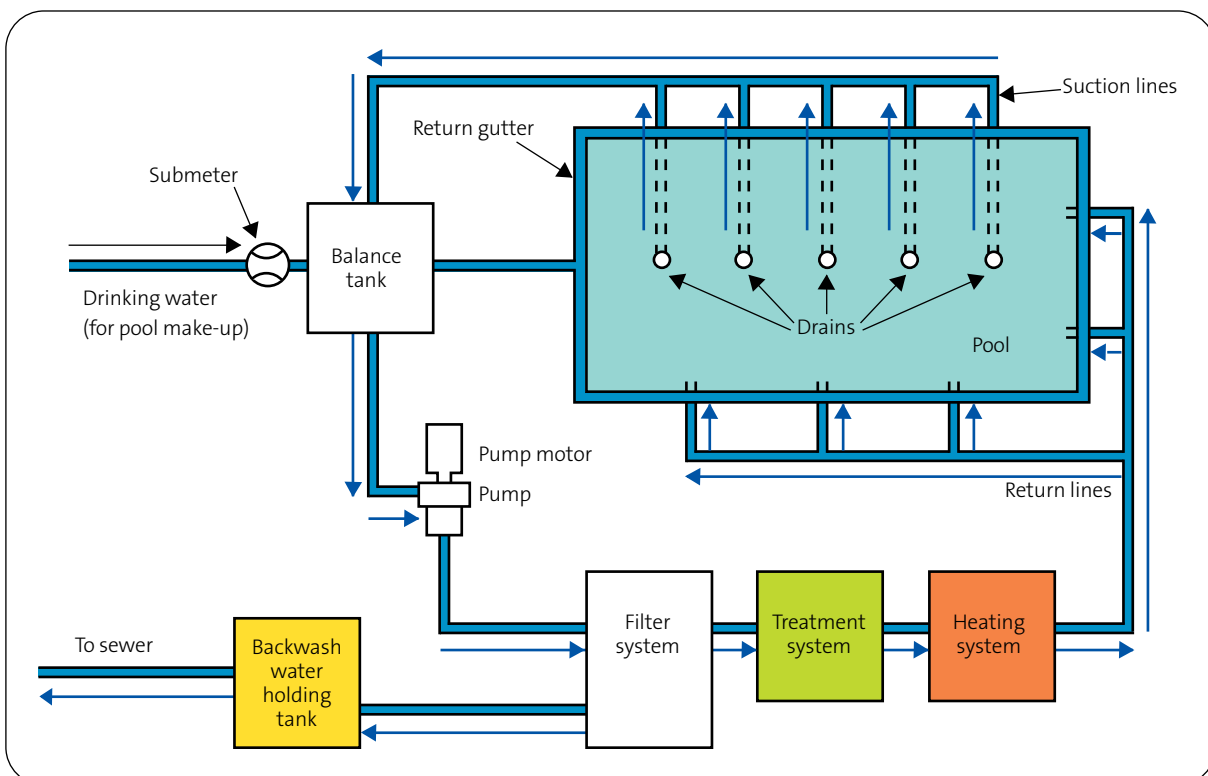 Suction lines
Return gutter
Submeter
Balance
tank
Drinking water
(for pool make-up)
Drains
Pool
Pump motor
Pump
Return lines
Filter
system
Treatment
system
Heating
system
To sewer
Backwash
water
holding
tank